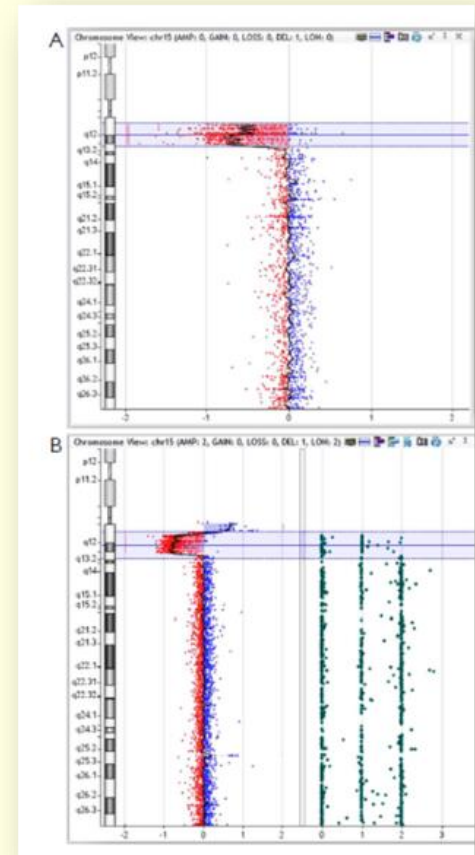 A
Chromosome View: chr15 (AMP: 0, GAIN: 0, LOSS: 0, DEL: 1, LOH: 0)
p12
p11.2
q12
q13.2
q14
q15.1
q15.2
q21.2
q21.3
q22.1
q22.31
q22.32
q24.1
q24.3
q25.2
q25.3
q26.1
q26.2
q26.3
-2 -1 0 1 2
B
Chromosome View: chr15 (AMP: 2, GAIN: 0, LOSS: 0, DEL: 1, LOH: 2)
p12
p11.2
q12
q13.2
q14
q15.1
q15.2
q21.2
q21.3
q22.1
q22.31
q22.32
q24.1
q24.3
q25.2
q25.3
q26.1
q26.2
q26.3
-2 -1 0 1 2 0 1 2 3